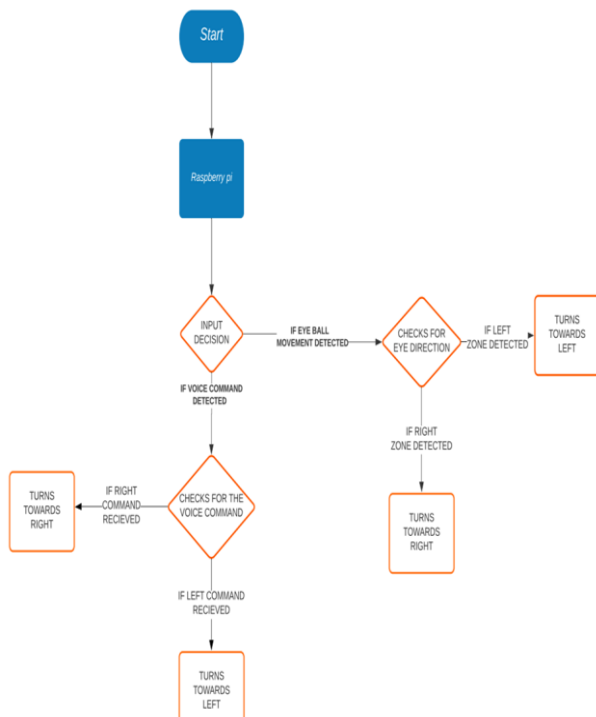 Start
Raspberry pi
INPUT
DECISION
IF EYE BALL
MOVEMENT DETECTED
CHECKS FOR
EYE DIRECTION
IF LEFT
ZONE DETECTED
TURNS
TOWARDS
LEFT
IF VOICE COMMAND
DETECTED
IF RIGHT
ZONE DETECTED
TURNS
TOWARDS
RIGHT
CHECKS FOR THE
VOICE COMMAND
IF RIGHT
COMMAND
RECIEVED
TURNS
TOWARDS
RIGHT
IF LEFT COMMAND
RECIEVED
TURNS
TOWARDS
LEFT